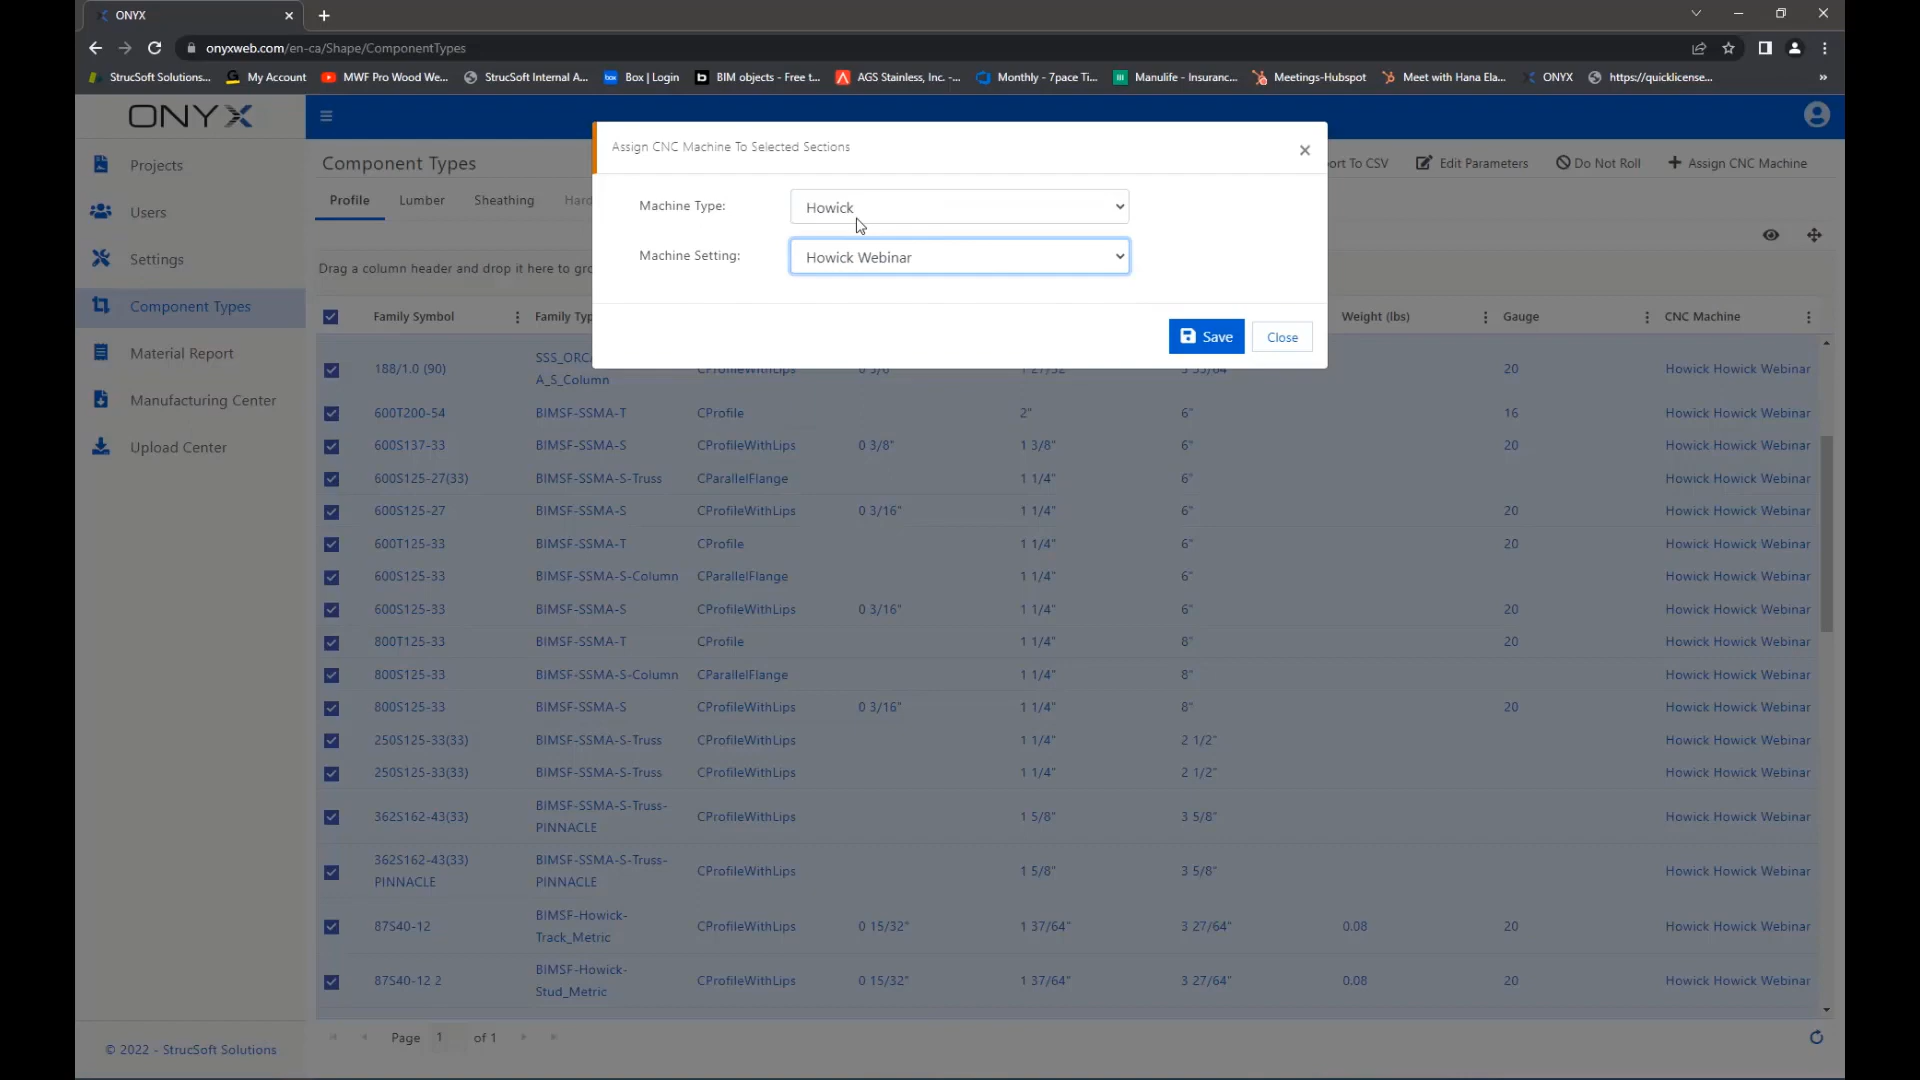 ONYX
onyxweb.com/en-ca/Shape/ComponentTypes
StrucSoft Solutions... My Account MWF Pro Wood We... StrucSoft Internal A... Box | Login BIM objects - Free t... AGS Stainless, Inc. -... Monthly - 7pace Ti... Manulife - Insuranc... Meetings-Hubspot Meet with Hana Ela... ONYX https://quicklicense... »
ONYX
Projects
Users
Settings
Component Types
Material Report
Manufacturing Center
Upload Center
© 2022 - StrucSoft Solutions
Component Types
ort To CSV Edit Parameters Do Not Roll + Assign CNC Machine
Profile Lumber Sheathing Hard
Drag a column header and drop it here to gro
Assign CNC Machine To Selected Sections
Machine Type: Howick
Machine Setting: Howick Webinar
Save Close
Family Symbol Family Typ Weight (lbs) Gauge CNC Machine
188/1.0 (90) SSS_ORC 20 Howick Howick Webinar
A_S_Column
600T200-54 BIMSF-SSMA-T CProfile 2" 6" 16 Howick Howick Webinar
600S137-33 BIMSF-SSMA-S CProfileWithLips 0 3/8" 1 3/8" 6" 20 Howick Howick Webinar
600S125-27(33) BIMSF-SSMA-S-Truss CParallelFlange 1 1/4" 6" Howick Howick Webinar
600S125-27 BIMSF-SSMA-S CProfileWithLips 0 3/16" 1 1/4" 6" 20 Howick Howick Webinar
600T125-33 BIMSF-SSMA-T CProfile 1 1/4" 6" 20 Howick Howick Webinar
600S125-33 BIMSF-SSMA-S-Column CParallelFlange 1 1/4" 6" Howick Howick Webinar
600S125-33 BIMSF-SSMA-S CProfileWithLips 0 3/16" 1 1/4" 6" 20 Howick Howick Webinar
800T125-33 BIMSF-SSMA-T CProfile 1 1/4" 8" 20 Howick Howick Webinar
800S125-33 BIMSF-SSMA-S-Column CParallelFlange 1 1/4" 8" Howick Howick Webinar
800S125-33 BIMSF-SSMA-S CProfileWithLips 0 3/16" 1 1/4" 8" 20 Howick Howick Webinar
250S125-33(33) BIMSF-SSMA-S-Truss CProfileWithLips 1 1/4" 2 1/2" Howick Howick Webinar
250S125-33(33) BIMSF-SSMA-S-Truss CProfileWithLips 1 1/4" 2 1/2" Howick Howick Webinar
362S162-43(33) BIMSF-SSMA-S-Truss-PINNACLE CProfileWithLips 1 5/8" 3 5/8" Howick Howick Webinar
362S162-43(33) PINNACLE BIMSF-SSMA-S-Truss-PINNACLE CProfileWithLips 1 5/8" 3 5/8" Howick Howick Webinar
87S40-12 BIMSF-Howick-Track_Metric CProfileWithLips 0 15/32" 1 37/64" 3 27/64" 0.08 20 Howick Howick Webinar
87S40-12 2 BIMSF-Howick-Stud_Metric CProfileWithLips 0 15/32" 1 37/64" 3 27/64" 0.08 20 Howick Howick Webinar
Page 1 of 1